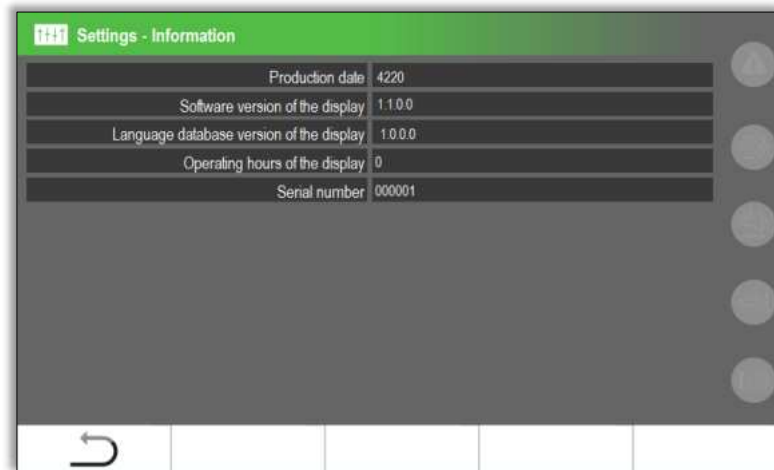 Settings - Information
Production date 4220
Software version of the display 1.1.0.0
Language database version of the display 1.0.0.0
Operating hours of the display 0
Serial number 000001